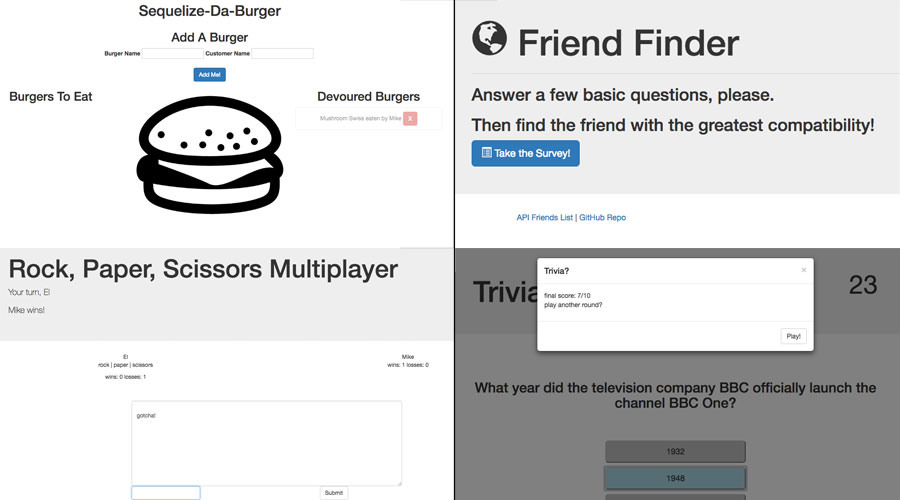 Sequelize-Da-Burger
Add A Burger
Burger Name Customer Name
Add Me!
Burgers To Eat
Devoured Burgers
Mushroom Swiss eaten by Mike X
Friend Finder
Answer a few basic questions, please.
Then find the friend with the greatest compatibility!
Take the Survey!
API Friends List | GitHub Repo
Rock, Paper, Scissors Multiplayer
Your turn, El
Mike wins!
El
rock | paper | scissors
wins: 0 losses: 1
Mike
wins: 1 losses: 0
gotcha!
Submit
Trivia
23
Trivia?
×
final score: 7/10
play another round?
Play!
What year did the television company BBC officially launch the
channel BBC One?
1932
1948